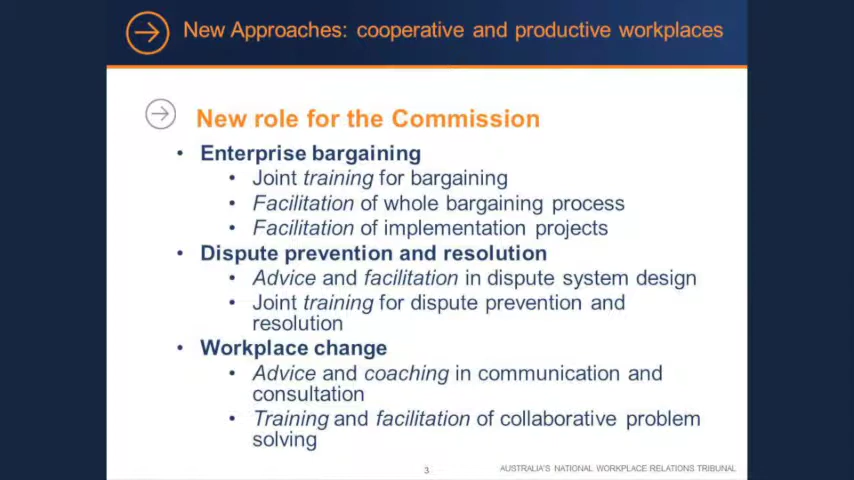 New Approaches: cooperative and productive workplaces
New role for the Commission
• Enterprise bargaining
• Joint training for bargaining
• Facilitation of whole bargaining process
• Facilitation of implementation projects
• Dispute prevention and resolution
• Advice and facilitation in dispute system design
• Joint training for dispute prevention and
resolution
• Workplace change
• Advice and coaching in communication and
consultation
• Training and facilitation of collaborative problem
solving
3
AUSTRALIA'S NATIONAL WORKPLACE RELATIONS TRIBUNAL